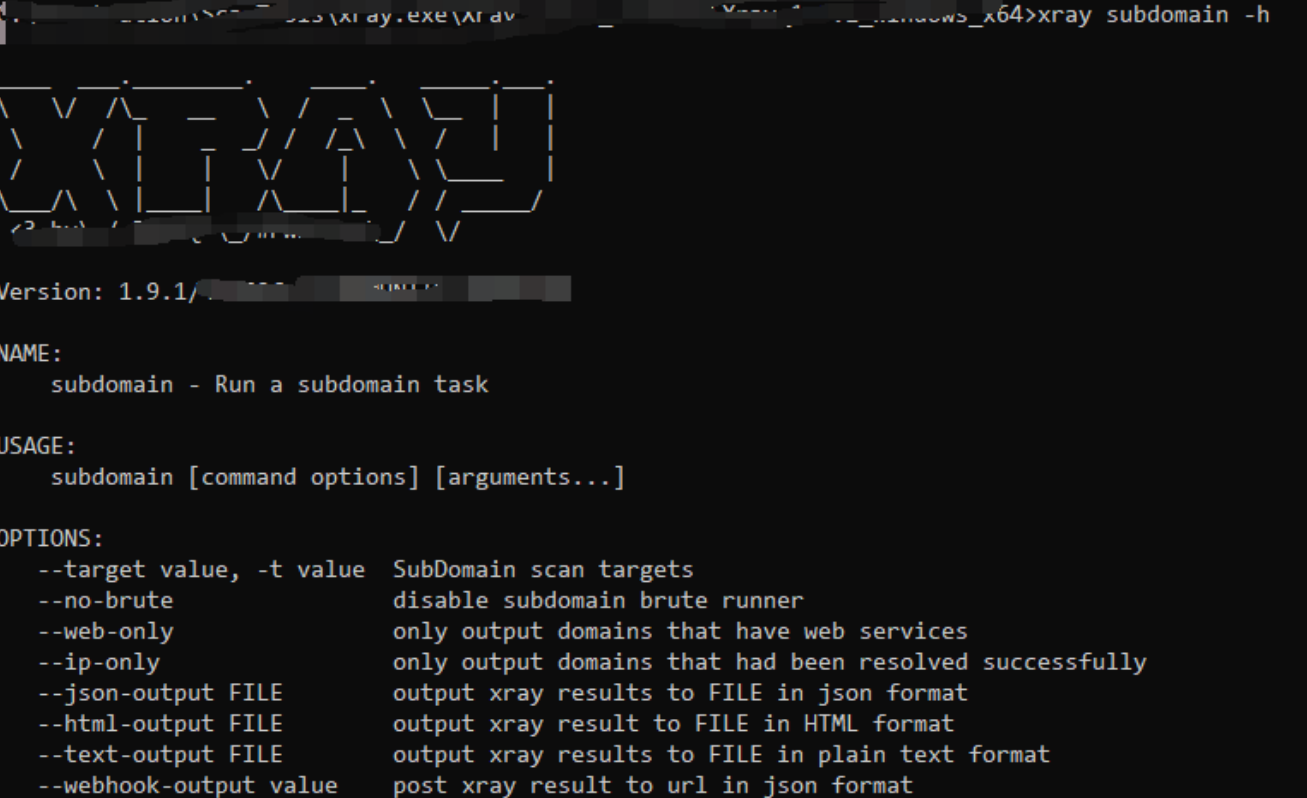 xray.exe\Xray
_windows_x64>xray subdomain -h
XRAY
Version: 1.9.1/
NAME:
subdomain - Run a subdomain task
USAGE:
subdomain [command options] [arguments...]
OPTIONS:
--target value, -t value SubDomain scan targets
--no-brute disable subdomain brute runner
--web-only only output domains that have web services
--ip-only only output domains that had been resolved successfully
--json-output FILE output xray results to FILE in json format
--html-output FILE output xray result to FILE in HTML format
--text-output FILE output xray results to FILE in plain text format
--webhook-output value post xray result to url in json format